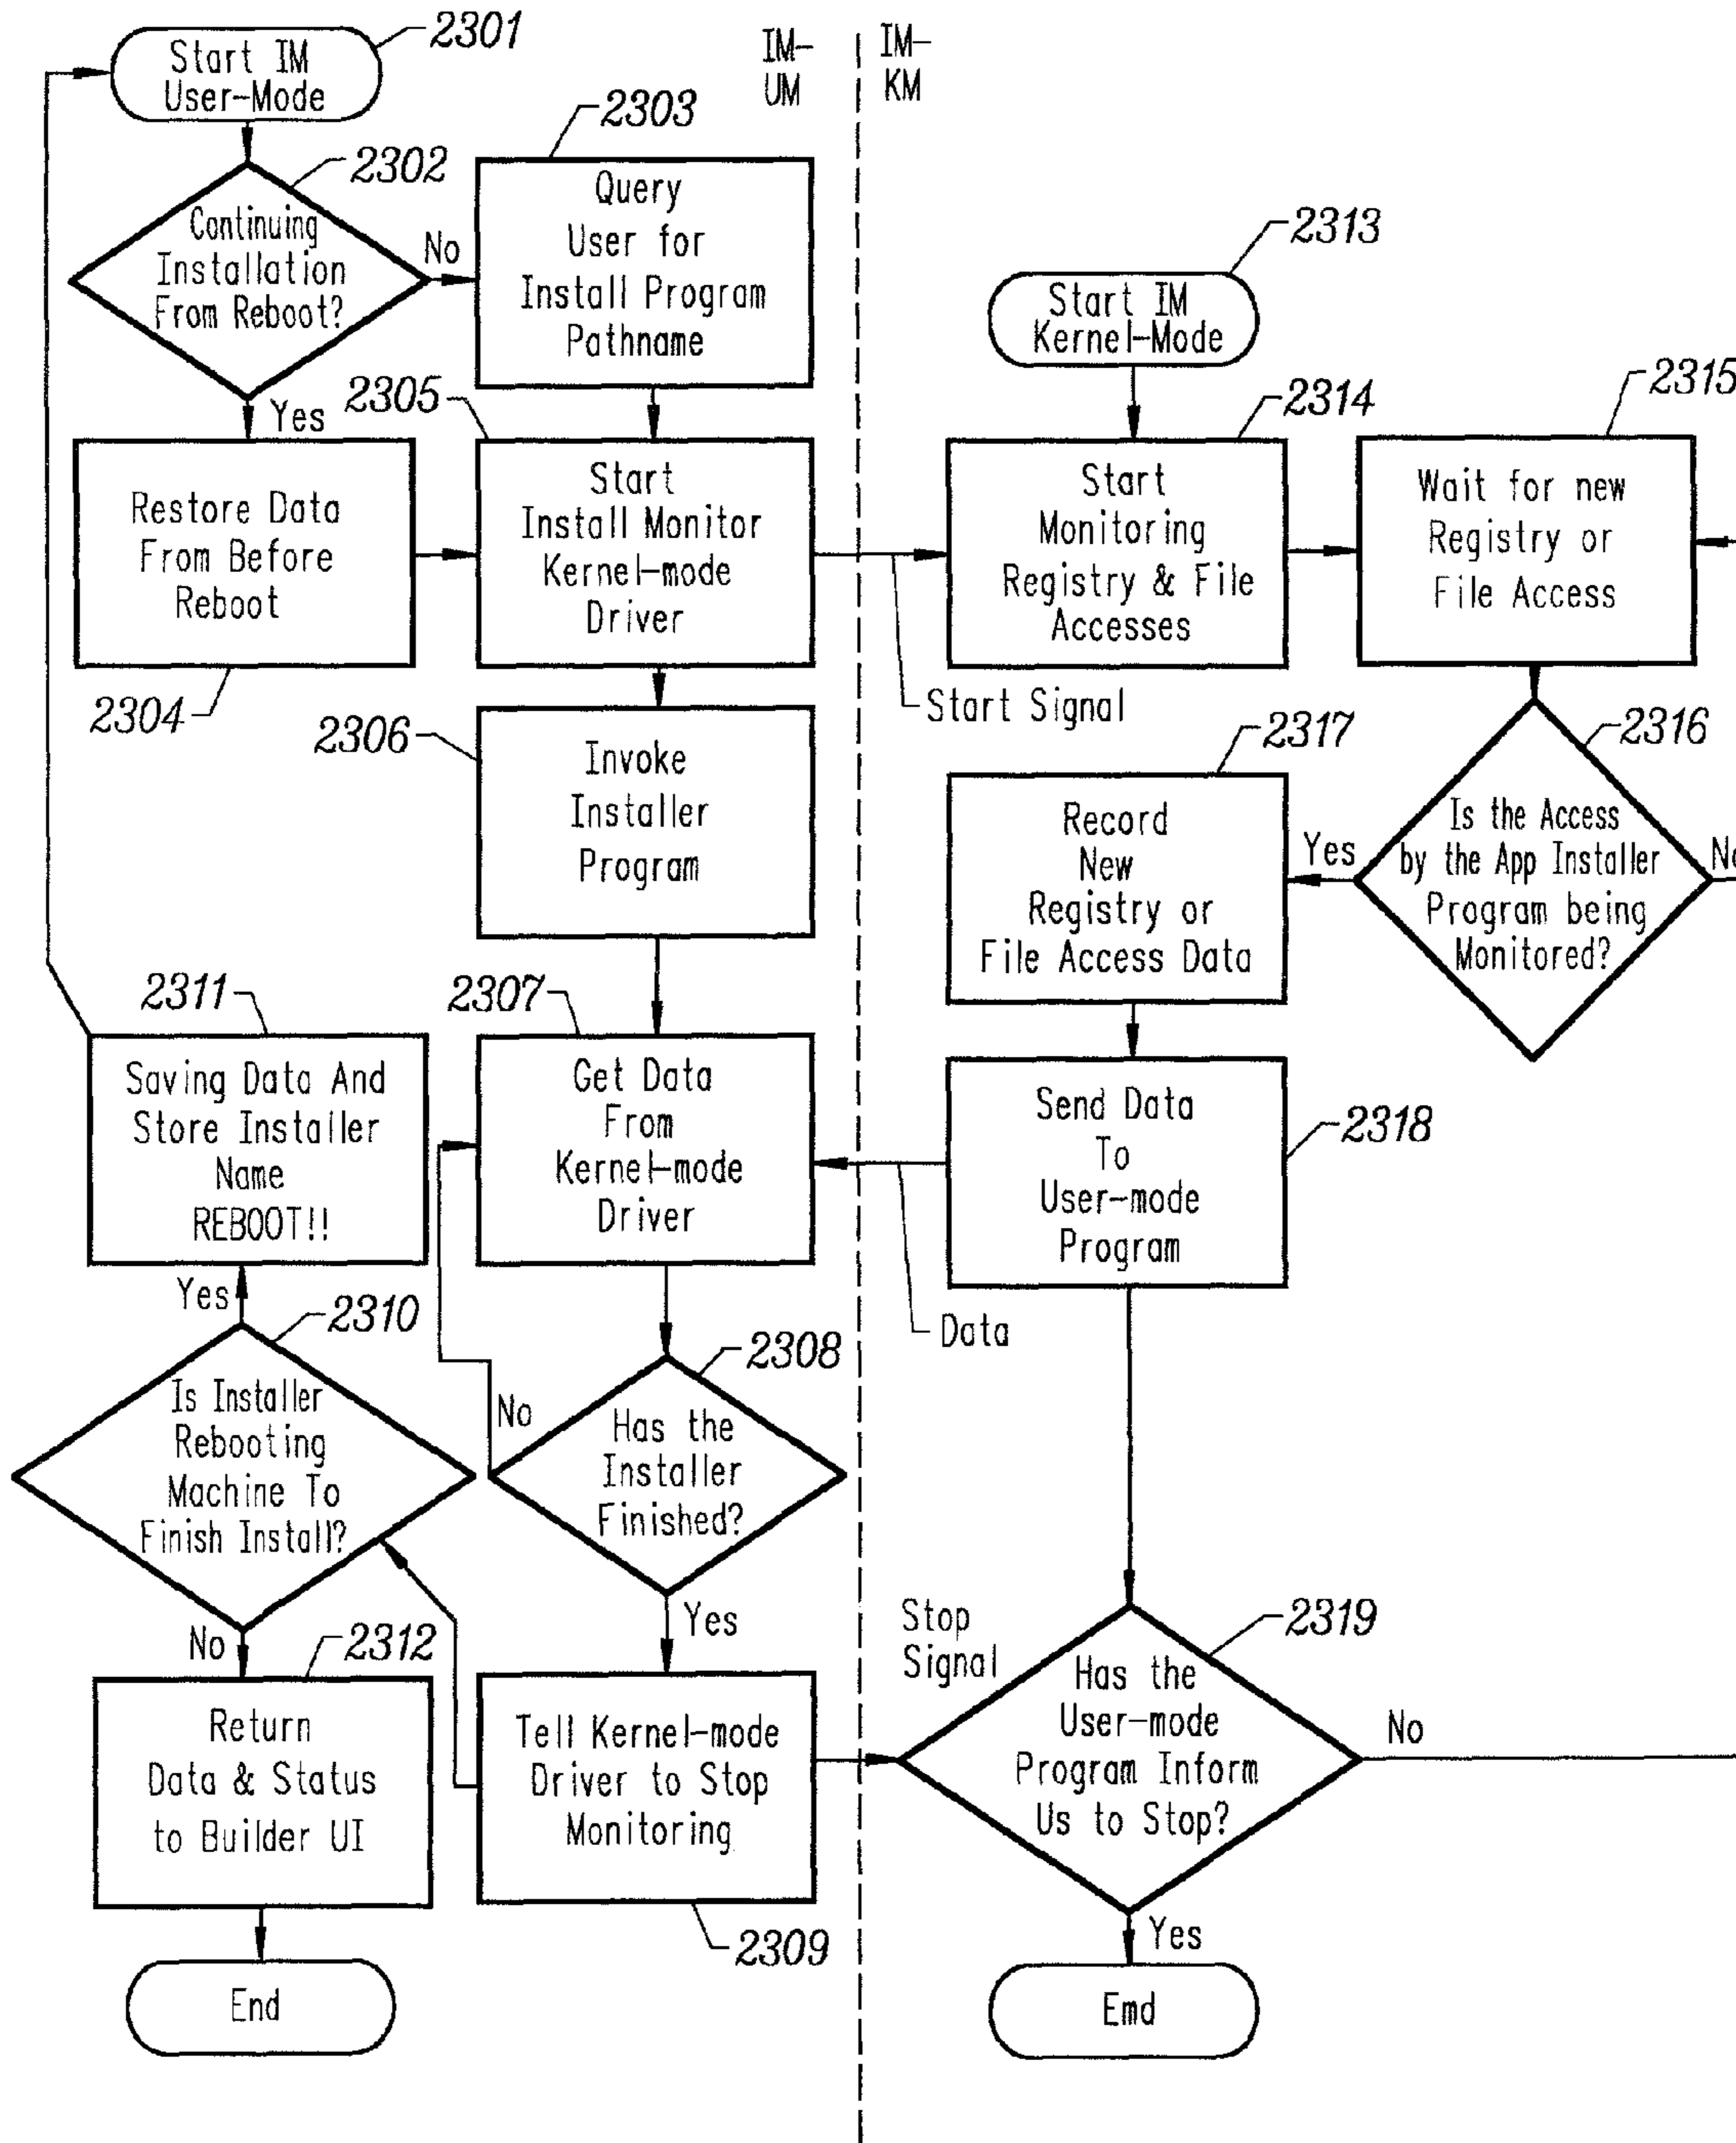 2301
Start IM
User-Mode
IM-
UM
IM-
KM
2302
Continuing
Installation
From Reboot?
No
Yes
2303
Query
User for
Install Program
Pathname
2304
Restore Data
From Before
Reboot
2305
Start
Install Monitor
Kernel-mode
Driver
Start Signal
2306
Invoke
Installer
Program
2307
Get Data
From
Kernel-mode
Driver
2308
Has the
Installer
Finished?
No
Yes
2309
Tell Kernel-mode
Driver to Stop
Monitoring
2310
Is Installer
Rebooting
Machine To
Finish Install?
Yes
No
2311
Saving Data And
Store Installer
Name
REBOOT!!
2312
Return
Data & Status
to Builder UI
End
2313
Start IM
Kernel-Mode
2314
Start
Monitoring
Registry & File
Accesses
2315
Wait for new
Registry or
File Access
2316
Is the Access
by the App Installer
Program being
Monitored?
Yes
2317
Record
New
Registry or
File Access Data
2318
Send Data
To
User-mode
Program
Data
Stop
Signal
2319
Has the
User-mode
Program Inform
Us to Stop?
No
Yes
Emd